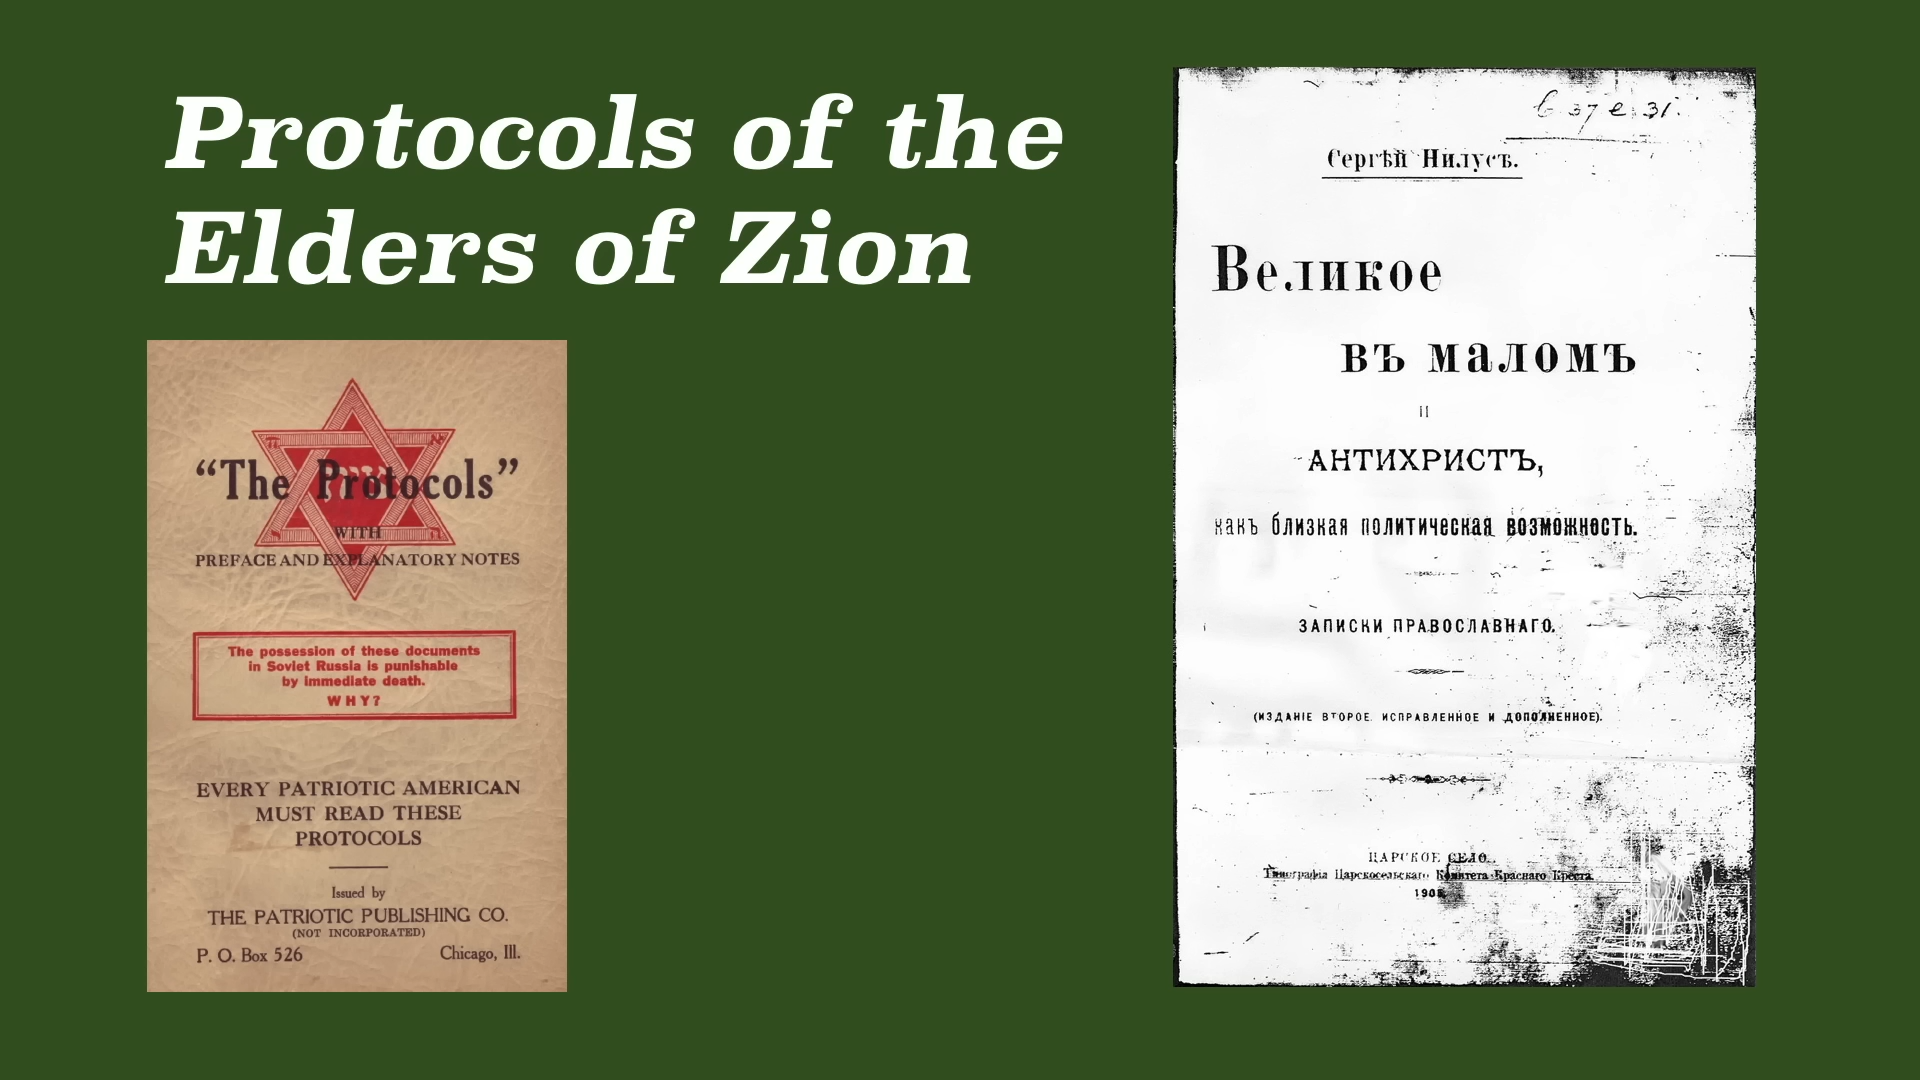 Protocols of the
Elders of Zion
“The Protocols”
WITH
PREFACE AND EXPLANATORY NOTES
The possession of these documents
in Soviet Russia is punishable
by immediate death.
WHY?
EVERY PATRIOTIC AMERICAN
MUST READ THESE
PROTOCOLS
Issued by
THE PATRIOTIC PUBLISHING CO.
(NOT INCORPORATED)
P. O. Box 526 Chicago, Ill.
Сергѣй Нилусъ.
Великое
въ маломъ
и
АНТИХРИСТЪ,
какъ близкая политическая возможность.
ЗАПИСКИ ПРАВОСЛАВНАГО.
(ИЗДАНІЕ ВТОРОЕ, ИСПРАВЛЕННОЕ И ДОПОЛНЕННОЕ).
ЦАРСКОЕ СЕЛО.
Типографія Царскосельскаго Комитета Краснаго Креста.